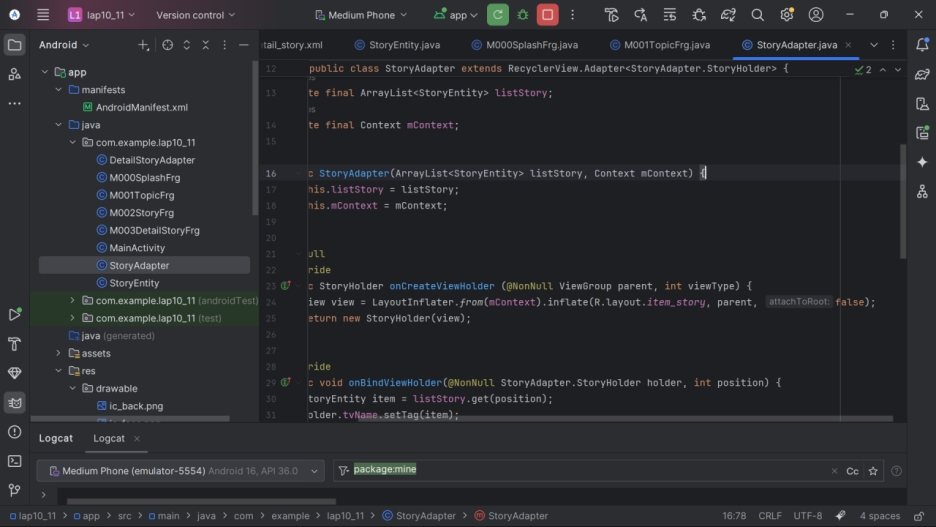 L1 lap10_11 Version control Medium Phone app
Android
tail_story.xml StoryEntity.java M000SplashFrg.java M001TopicFrg.java StoryAdapter.java
app
manifests
AndroidManifest.xml
java
com.example.lap10_11
DetailStoryAdapter
M000SplashFrg
M001TopicFrg
M002StoryFrg
M003DetailStoryFrg
MainActivity
StoryAdapter
StoryEntity
com.example.lap10_11 (androidTest)
com.example.lap10_11 (test)
java (generated)
assets
res
drawable
ic_back.png
12 public class StoryAdapter extends RecyclerView.Adapter<StoryAdapter.StoryHolder> { 2
13 te final ArrayList<StoryEntity> listStory;
es
14 te final Context mContext;
15
16 c StoryAdapter(ArrayList<StoryEntity> listStory, Context mContext) {
17 his.listStory = listStory;
18 his.mContext = mContext;
19
20
21 ull
22 ride
23 c StoryHolder onCreateViewHolder (@NonNull ViewGroup parent, int viewType) {
24 iew view = LayoutInflater.from(mContext).inflate(R.layout.item_story, parent, attachToRoot: false);
25 eturn new StoryHolder(view);
26
27
28 ride
29 c void onBindViewHolder(@NonNull StoryAdapter.StoryHolder holder, int position) {
30 toryEntity item = listStory.get(position);
31 older.tvName.setTag(item);
Logcat Logcat
Medium Phone (emulator-5554) Android 16, API 36.0 package:mine Cc
lap10_11 app src main java com example lap10_11 StoryAdapter StoryAdapter 16:78 CRLF UTF-8 4 spaces